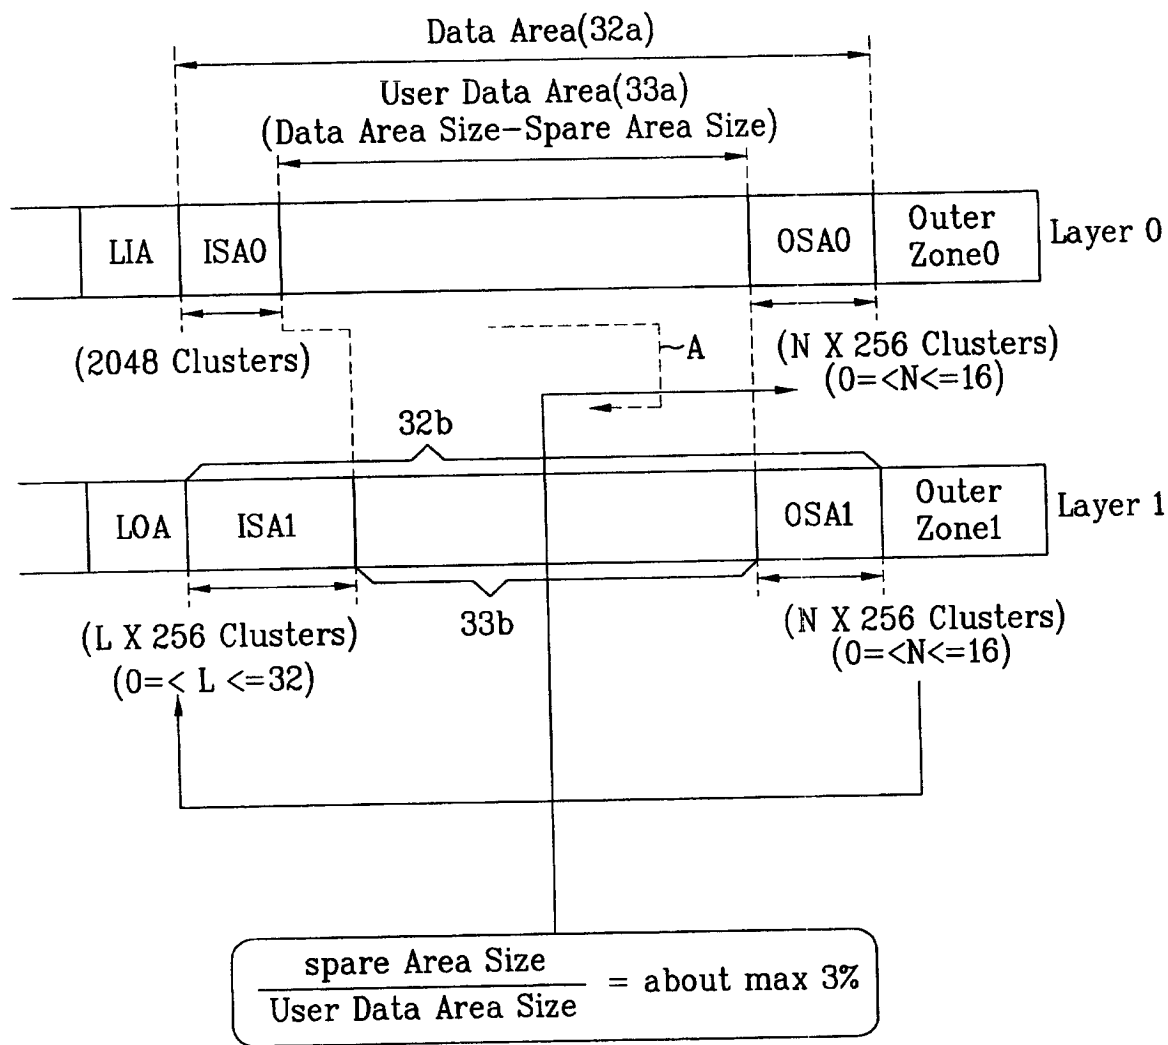 Data Area(32a)
User Data Area(33a)
(Data Area Size-Spare Area Size)
LIA
ISA0
OSA0
Outer
Zone0
Layer 0
(2048 Clusters)
A
(N X 256 Clusters)
(0=<N<=16)
32b
LOA
ISA1
OSA1
Outer
Zone1
Layer 1
33b
(L X 256 Clusters)
(0=< L <=32)
(N X 256 Clusters)
(0=<N<=16)
spare Area Size
User Data Area Size
= about max 3%